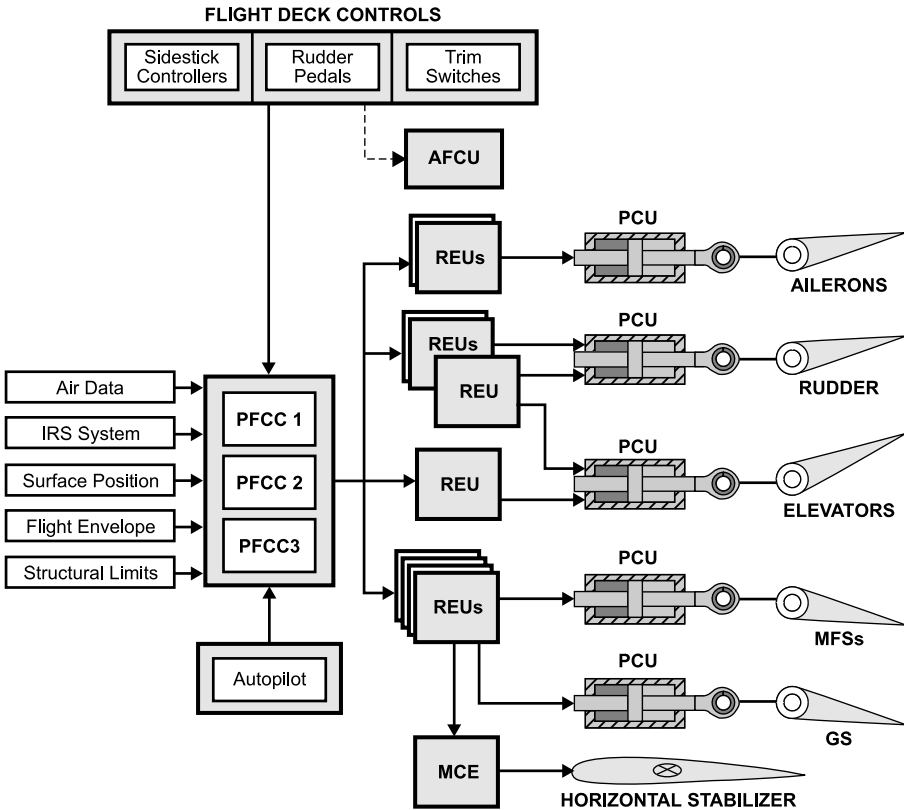 FLIGHT DECK CONTROLS
Sidestick
Controllers
Rudder
Pedals
Trim
Switches
AFCU
REUs
PCU
AILERONS
REUs
REU
PCU
RUDDER
Air Data
IRS System
Surface Position
Flight Envelope
Structural Limits
PFCC 1
PFCC 2
PFCC3
REU
PCU
ELEVATORS
REUs
PCU
MFSs
PCU
GS
Autopilot
MCE
HORIZONTAL STABILIZER